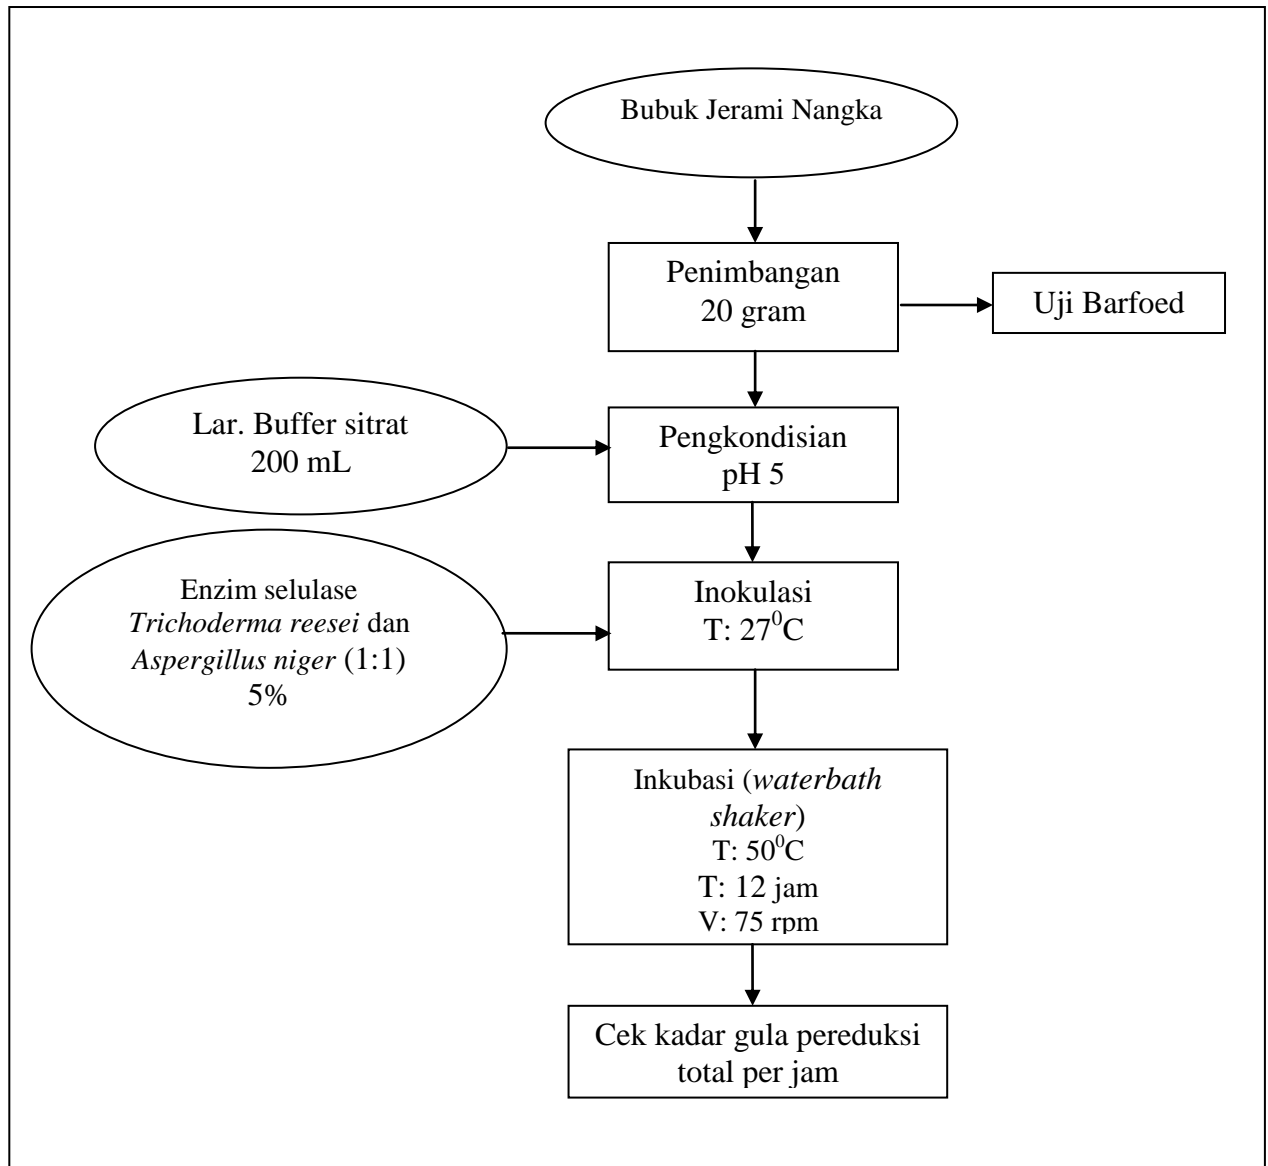 Bubuk Jerami Nangka
Penimbangan
20 gram
Uji Barfoed
Lar. Buffer sitrat
200 mL
Pengkondisian
pH 5
Enzim selulase
Trichoderma reesei dan
Aspergillus niger (1:1)
5%
Inokulasi
T: 27⁰C
Inkubasi (waterbath
shaker)
T: 50⁰C
T: 12 jam
V: 75 rpm
Cek kadar gula pereduksi
total per jam